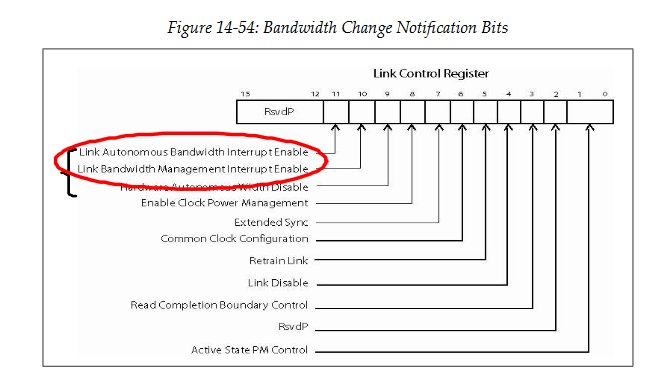 Figure 14-54: Bandwidth Change Notification Bits
Link Control Register
15 12 11 10 9 8 7 6 5 4 3 2 1 0
RsvdP
Link Autonomous Bandwidth Interrupt Enable
Link Bandwidth Management Interrupt Enable
Hardware Autonomous Width Disable
Enable Clock Power Management
Extended Sync
Common Clock Configuration
Retrain Link
Link Disable
Read Completion Boundary Control
RsvdP
Active State PM Control